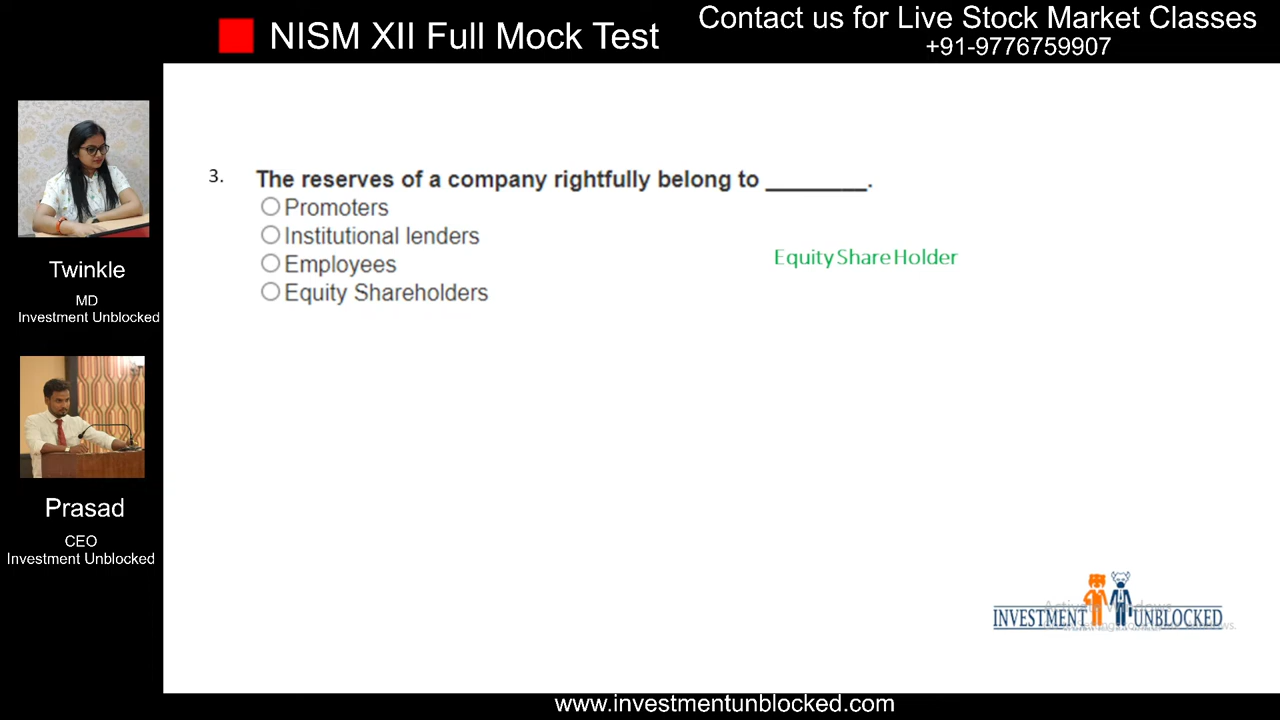 NISM XII Full Mock Test
Contact us for Live Stock Market Classes
+91-9776759907
Twinkle
MD
Investment Unblocked
Prasad
CEO
Investment Unblocked
3. The reserves of a company rightfully belong to ________.
Promoters
Institutional lenders
Employees
Equity Shareholders
Equity Share Holder
INVESTMENT UNBLOCKED
www.investmentunblocked.com